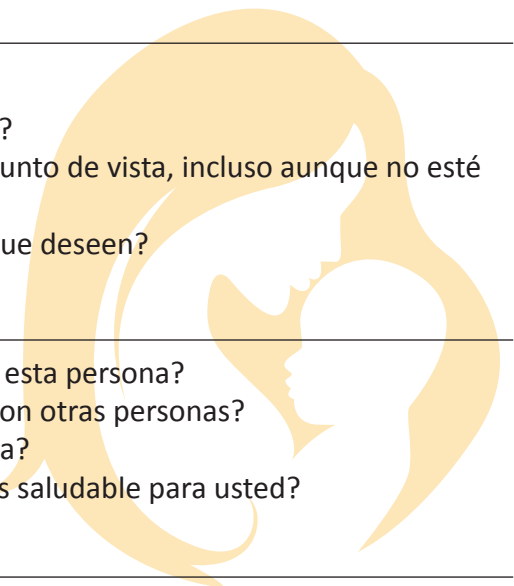 ?
unto de vista, incluso aunque no esté
ue deseen?
esta persona?
on otras personas?
a?
s saludable para usted?